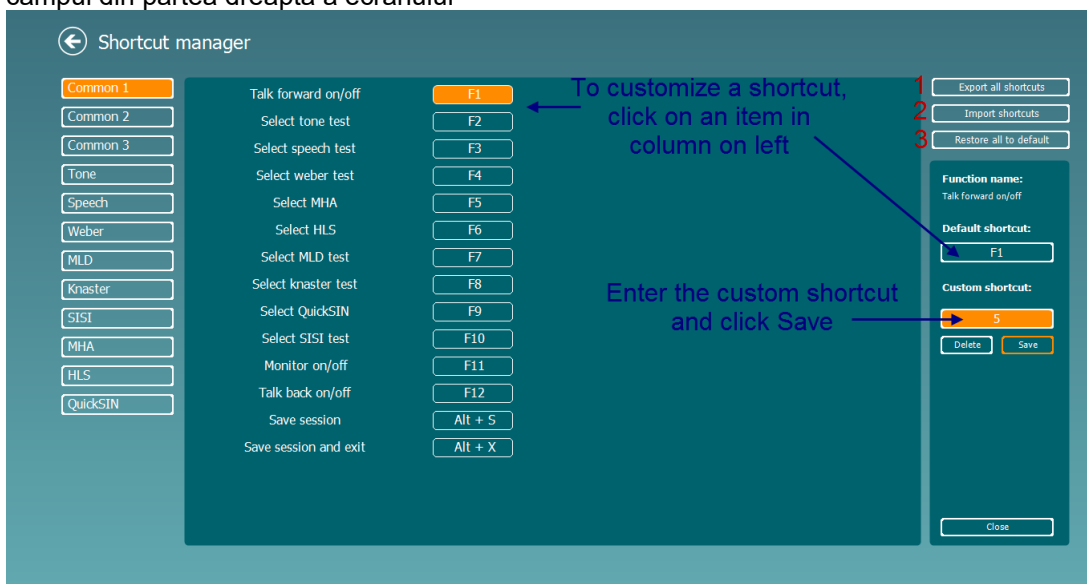 câmpul din partea dreaptă a ecranului
Shortcut manager
Common 1
Common 2
Common 3
Tone
Speech
Weber
MLD
Knaster
SISI
MHA
HLS
QuickSIN
Talk forward on/off F1
Select tone test F2
Select speech test F3
Select weber test F4
Select MHA F5
Select HLS F6
Select MLD test F7
Select knaster test F8
Select QuickSIN F9
Select SISI test F10
Monitor on/off F11
Talk back on/off F12
Save session Alt + S
Save session and exit Alt + X
To customize a shortcut,
click on an item in
column on left
Enter the custom shortcut
and click Save
1 Export all shortcuts
2 Import shortcuts
3 Restore all to default
Function name:
Talk forward on/off
Default shortcut:
F1
Custom shortcut:
5
Delete Save
Close